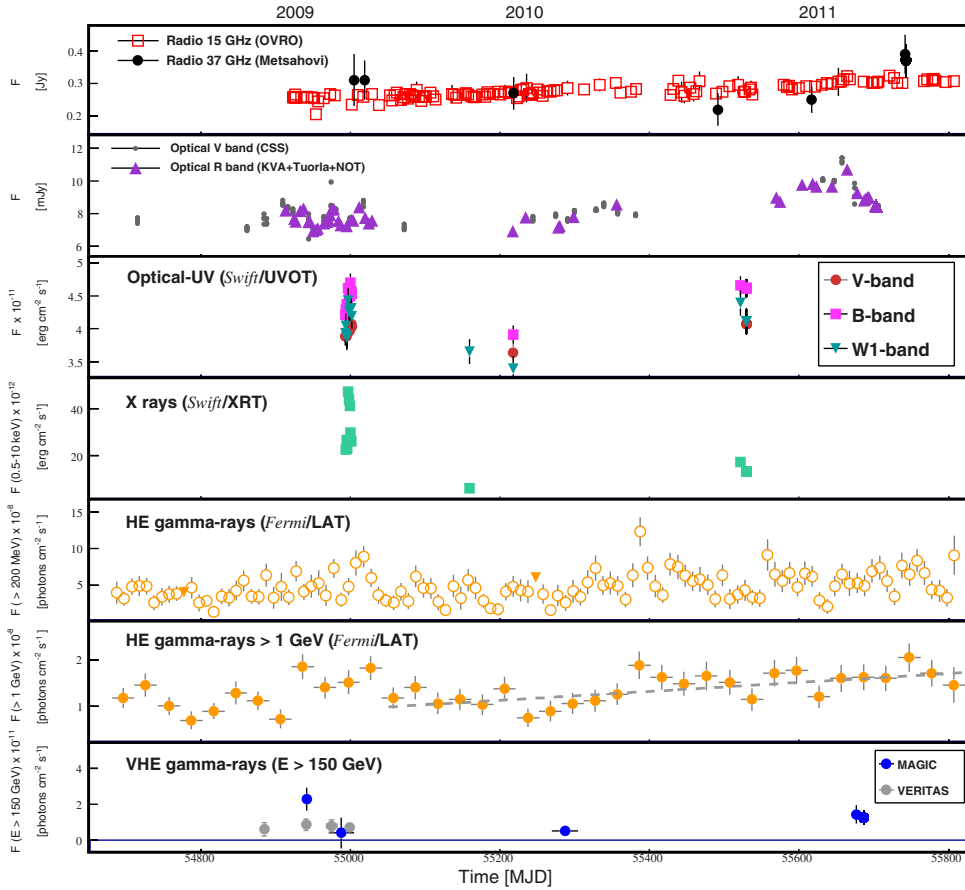 2009 2010 2011
Radio 15 GHz (OVRO)
Radio 37 GHz (Metsahovi)
F
[Jy]
0.4
0.3
0.2
Optical V band (CSS)
Optical R band (KVA+Tuorla+NOT)
F
[mJy]
12
10
8
6
Optical-UV (Swift/UVOT)
V-band
B-band
W1-band
F x 10-11
[erg cm-2 s-1]
5
4.5
4
3.5
X rays (Swift/XRT)
F (0.5-10 keV) x 10-12
[erg cm-2 s-1]
40
20
HE gamma-rays (Fermi/LAT)
F ( > 200 MeV) x 10-8
[photons cm-2 s-1]
15
10
5
HE gamma-rays > 1 GeV (Fermi/LAT)
F (> 1 GeV) x 10-8
[photons cm-2 s-1]
2
1
VHE gamma-rays (E > 150 GeV)
MAGIC
VERITAS
F (E > 150 GeV) x 10-11
[photons cm-2 s-1]
4
2
0
54800 55000 55200 55400 55600 55800
Time [MJD]